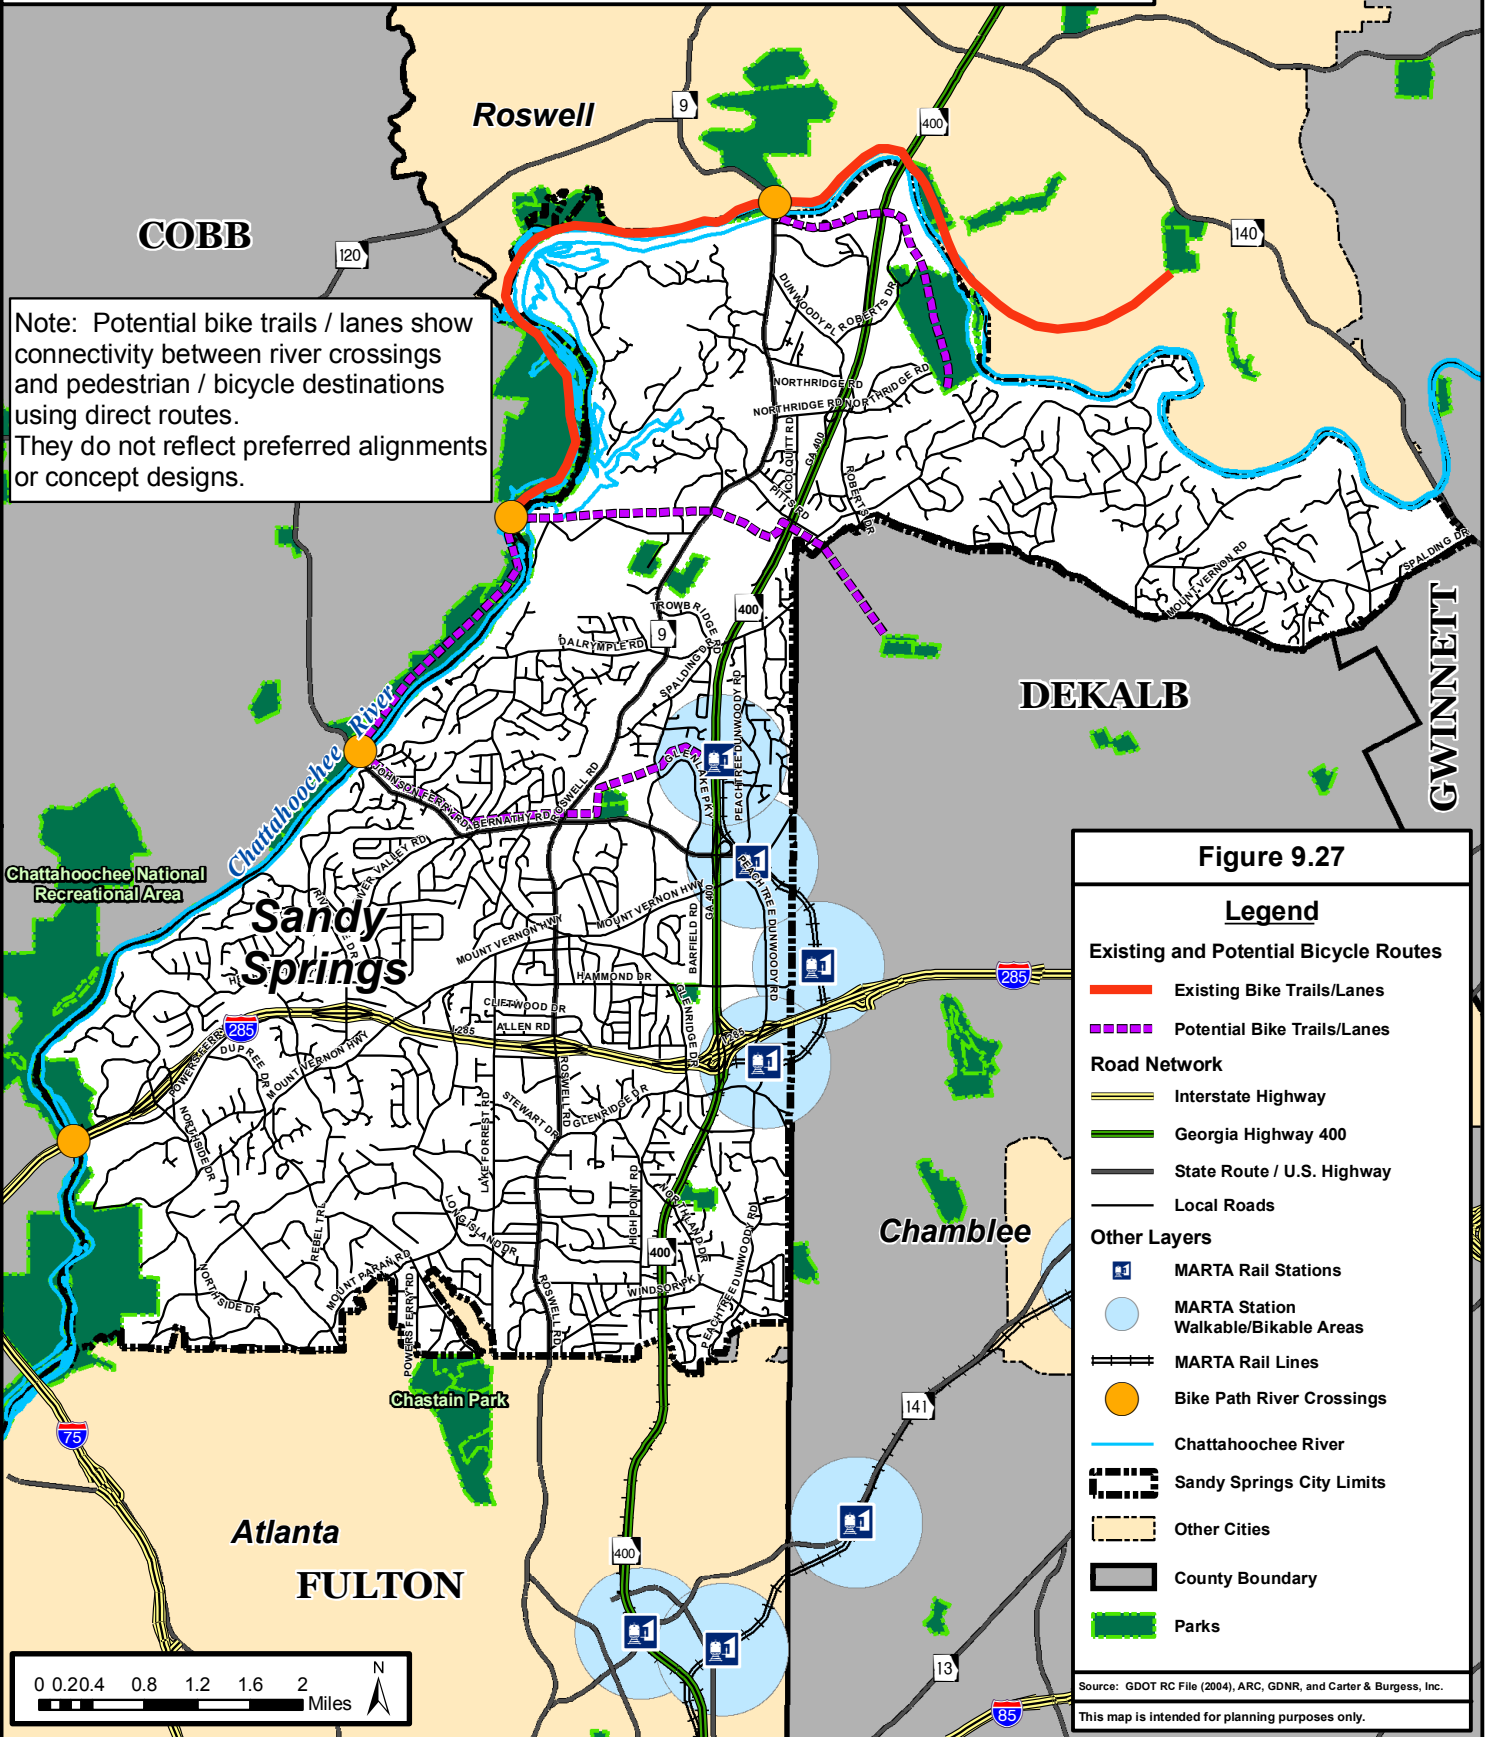 Roswell
9
400
COBB
120
140
Note: Potential bike trails / lanes show
connectivity between river crossings
and pedestrian / bicycle destinations
using direct routes.
They do not reflect preferred alignments
or concept designs.
DUNWOODY PL
ROBERTS DR
NORTHRIDGE RD
NORTHRIDGE RD
NORTHRIDGE RD
COLQUITT RD
GA 400
PITTS RD
ROBERTS DR
MOUNT VERNON RD
SPALDING DR
TROWBRIDGE RD
400
9
DALRYMPLE RD
SPALDING DR
PEACHTREE DUNWOODY RD
DEKALB
GWINNETT
Chattahoochee River
GLENLAKE PKY
JOHNSON FERRY RD
ABERNATHY RD
ROSWELL RD
Chattahoochee National
Recreational Area
Sandy
Springs
MOUNT VERNON HWY
MOUNT VERNON HWY
GA 400
BARFIELD RD
PEACHTREE DUNWOODY RD
HAMMOND DR
GLENRIDGE DR
CLIFTWOOD DR
ALLEN RD
I 285
I 285
285
285
DUPREE DR
MOUNT VERNON HWY
NORTHSIDE DR
LAKE FORREST RD
STEWART DR
ROSWELL RD
GLENRIDGE DR
HIGH POINT RD
NORTHLAND DR
REBEL TRL
LONG ISLAND DR
400
NORTHSIDE DR
MOUNT PARAN RD
POWERS FERRY RD
ROSWELL RD
WINDSOR PKY
PEACHTREE DUNWOODY RD
Chamblee
Chastain Park
75
141
Atlanta
FULTON
400
13
85
0 0.2 0.4 0.8 1.2 1.6 2
Miles
N
Figure 9.27
Legend
Existing and Potential Bicycle Routes
Existing Bike Trails/Lanes
Potential Bike Trails/Lanes
Road Network
Interstate Highway
Georgia Highway 400
State Route / U.S. Highway
Local Roads
Other Layers
MARTA Rail Stations
MARTA Station
Walkable/Bikable Areas
MARTA Rail Lines
Bike Path River Crossings
Chattahoochee River
Sandy Springs City Limits
Other Cities
County Boundary
Parks
Source: GDOT RC File (2004), ARC, GDNR, and Carter & Burgess, Inc.
This map is intended for planning purposes only.